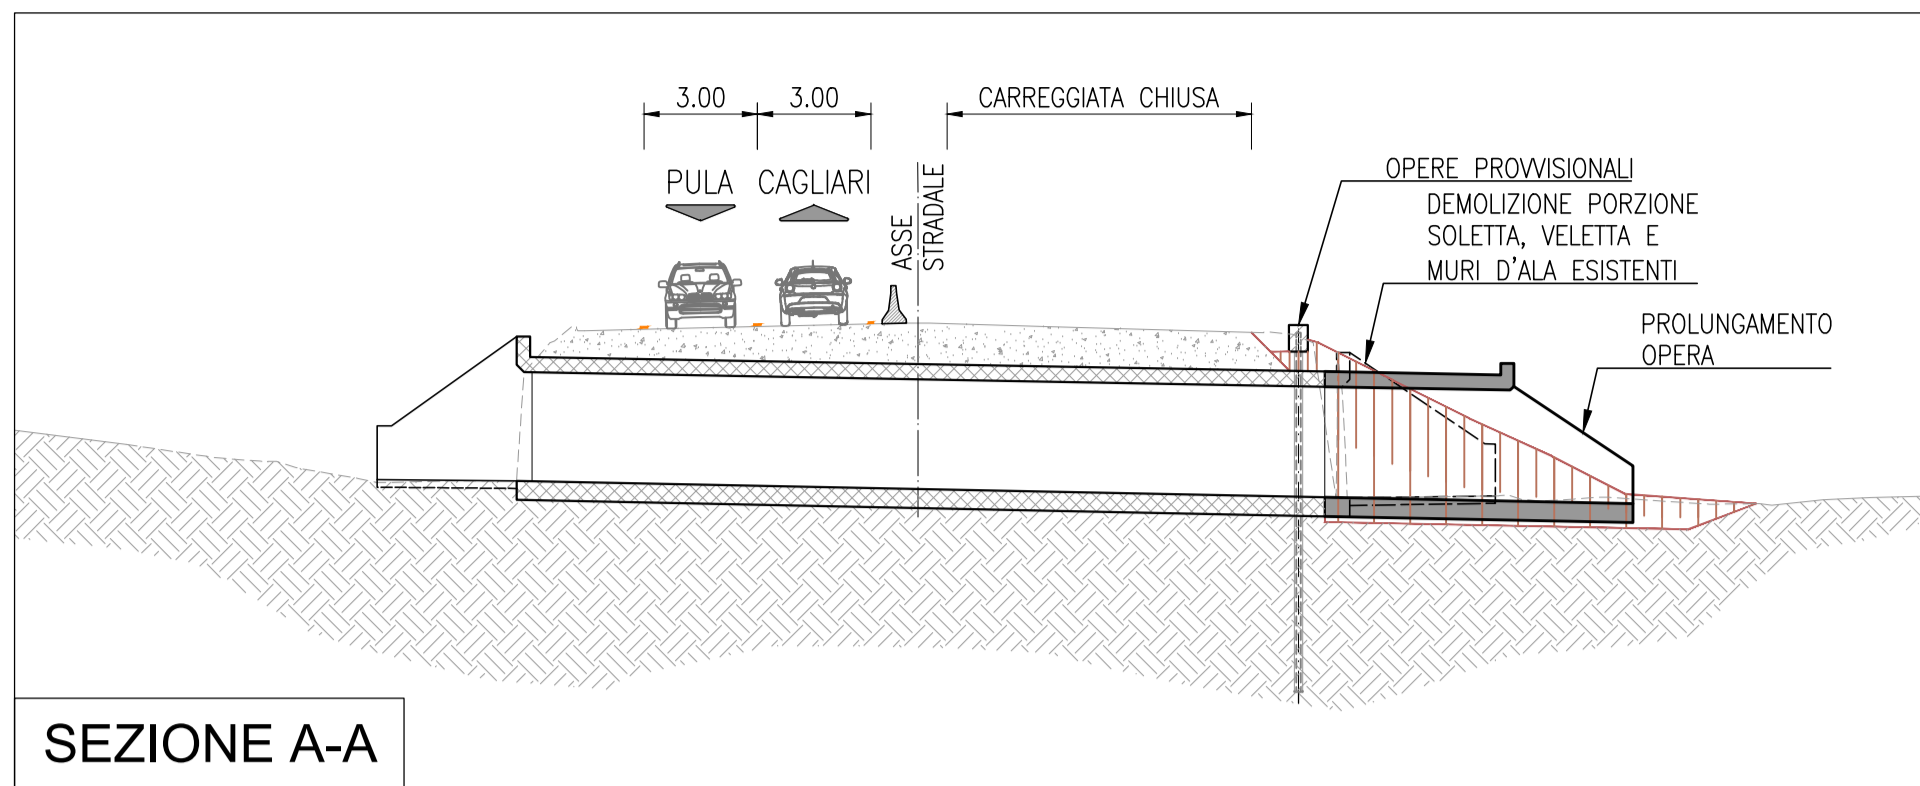 3.00
3.00
CARREGGIATA CHIUSA
PULA
CAGLIARI
ASSE
STRADALE
OPERE PROVVISIONALI
DEMOLIZIONE PORZIONE
SOLETTA, VELETTA E
MURI D'ALA ESISTENTI
PROLUNGAMENTO
OPERA
SEZIONE A-A